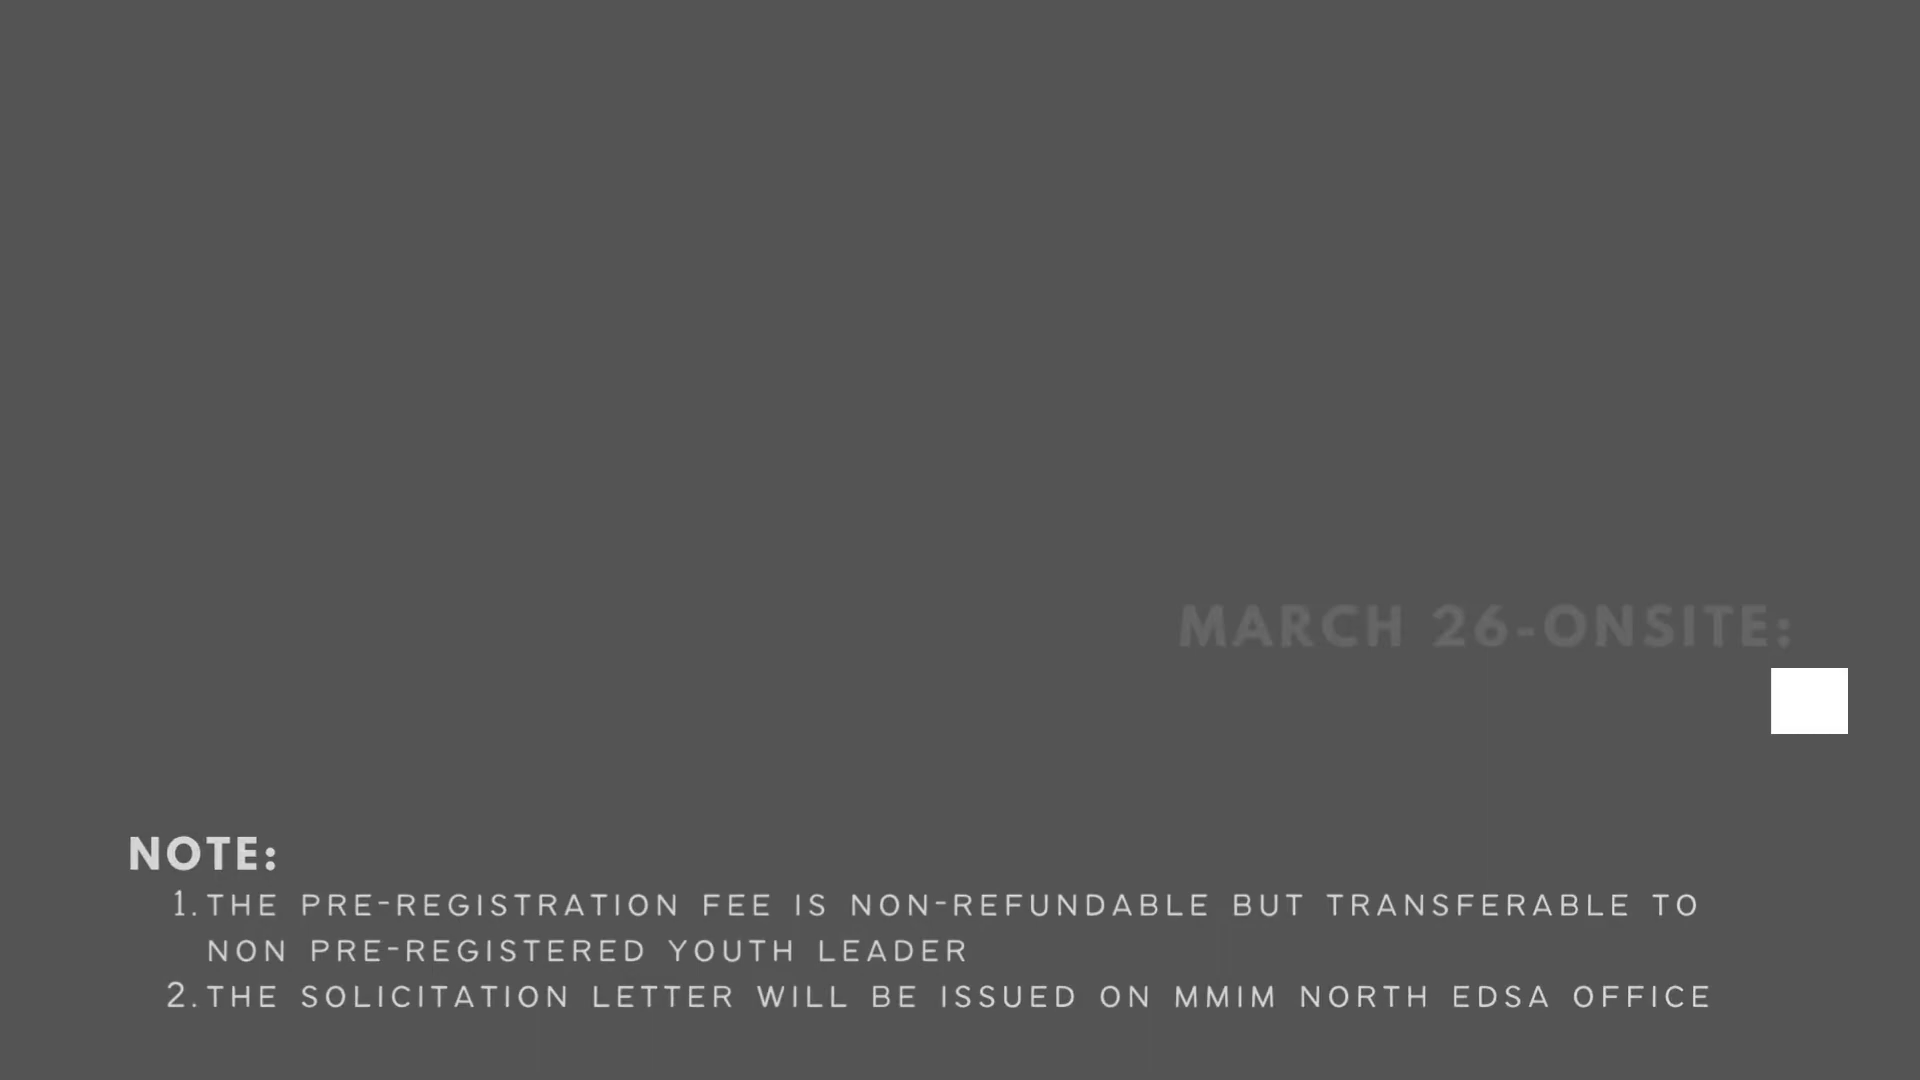 MARCH 26-ONSITE:
NOTE:
1. THE PRE-REGISTRATION FEE IS NON-REFUNDABLE BUT TRANSFERABLE TO
NON PRE-REGISTERED YOUTH LEADER
2. THE SOLICITATION LETTER WILL BE ISSUED ON MMIM NORTH EDSA OFFICE